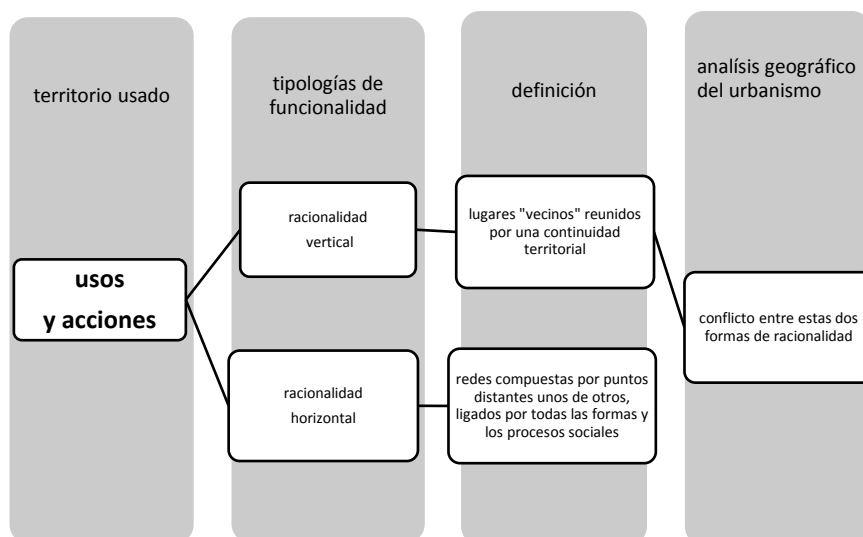 territorio usado
tipologías de
funcionalidad
definición
analísis geográfico
del urbanismo
usos
y acciones
racionalidad
vertical
lugares "vecinos" reunidos
por una continuidad
territorial
racionalidad
horizontal
redes compuestas por puntos
distantes unos de otros,
ligados por todas las formas y
los procesos sociales
conflicto entre estas dos
formas de racionalidad